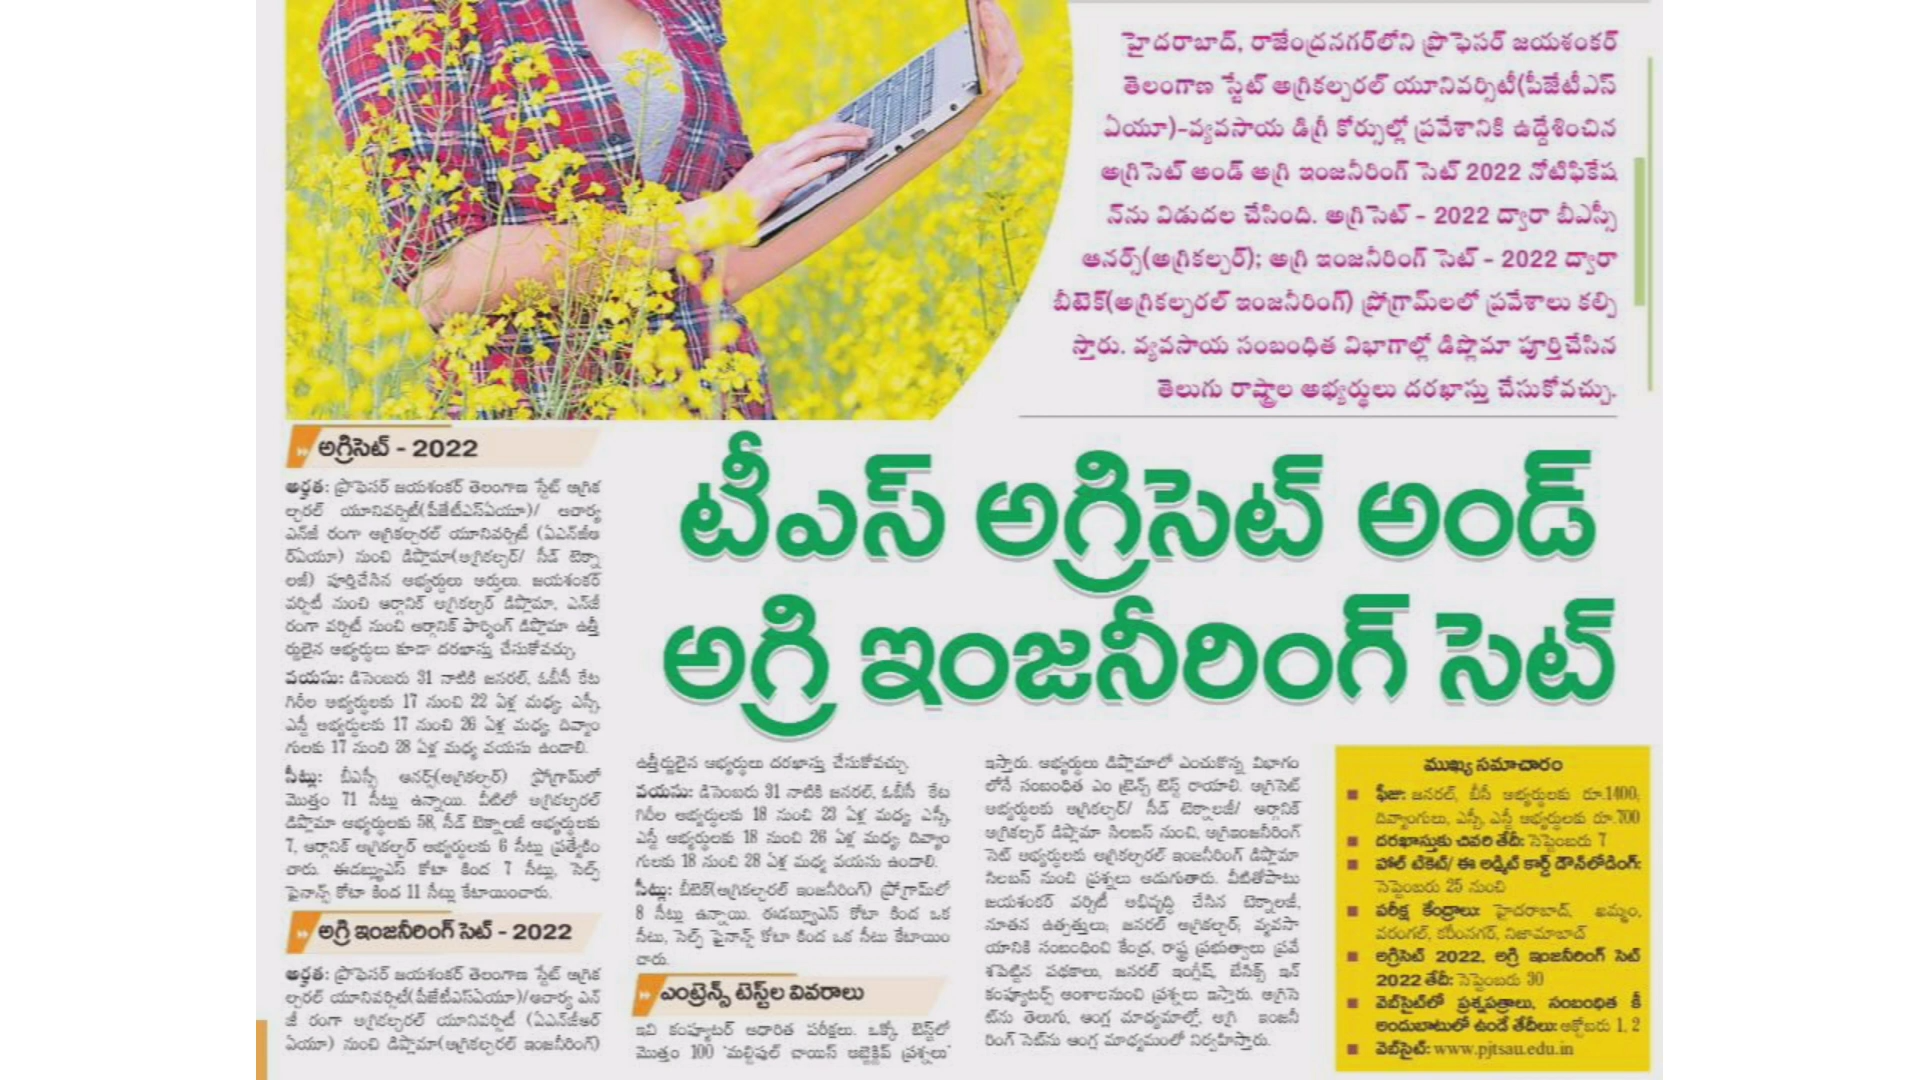 హైదరాబాద్, రాజేంద్రనగర్‌లోని ప్రొఫెసర్ జయశంకర్
తెలంగాణ స్టేట్ అగ్రికల్చరల్ యూనివర్సిటీ(పీజేటీఎస్
ఏయూ)-వ్యవసాయ డిగ్రీ కోర్సుల్లో ప్రవేశానికి ఉద్దేశించిన
అగ్రిసెట్ అండ్ అగ్రి ఇంజనీరింగ్ సెట్ 2022 నోటిఫికేష
న్‌ను విడుదల చేసింది. అగ్రిసెట్ - 2022 ద్వారా బీఎస్సీ
ఆనర్స్(అగ్రికల్చర్); అగ్రి ఇంజనీరింగ్ సెట్ - 2022 ద్వారా
బీటెక్(అగ్రికల్చరల్ ఇంజనీరింగ్) ప్రోగ్రామ్‌లలో ప్రవేశాలు కల్పి
స్తారు. వ్యవసాయ సంబంధిత విభాగాల్లో డిప్లొమా పూర్తిచేసిన
తెలుగు రాష్ట్రాల అభ్యర్థులు దరఖాస్తు చేసుకోవచ్చు.
టీఎస్ అగ్రిసెట్ అండ్
అగ్రి ఇంజనీరింగ్ సెట్
అగ్రిసెట్ - 2022
అర్హత: ప్రొఫెసర్ జయశంకర్ తెలంగాణ స్టేట్ అగ్రిక
ల్చరల్ యూనివర్సిటీ(పీజేటీఎస్ఏయూ)/ ఆచార్య
ఎన్‌జీ రంగా అగ్రికల్చరల్ యూనివర్సిటీ (ఏఎన్‌జీఆ
ర్ఏయూ) నుంచి డిప్లొమా(అగ్రికల్చర్/ సీడ్ టెక్నా
లజీ) పూర్తిచేసిన అభ్యర్థులు అర్హులు. జయశంకర్
వర్సిటీ నుంచి ఆర్గానిక్ అగ్రికల్చర్ డిప్లొమా, ఎన్‌జీ
రంగా వర్సిటీ నుంచి ఆర్గానిక్ ఫార్మింగ్ డిప్లొమా ఉత్తీ
ర్ణులైన అభ్యర్థులు కూడా దరఖాస్తు చేసుకోవచ్చు.
వయసు: డిసెంబరు 31 నాటికి జనరల్, ఓబీసీ కేట
గిరీల అభ్యర్థులకు 17 నుంచి 22 ఏళ్ల మధ్య, ఎస్సీ,
ఎస్టీ అభ్యర్థులకు 17 నుంచి 26 ఏళ్ల మధ్య, దివ్యాం
గులకు 17 నుంచి 28 ఏళ్ల మధ్య వయసు ఉండాలి.
సీట్లు: బీఎస్సీ ఆనర్స్(అగ్రికల్చర్) ప్రోగ్రామ్‌లో
మొత్తం 71 సీట్లు ఉన్నాయి. వీటిలో అగ్రికల్చరల్
డిప్లొమా అభ్యర్థులకు 58, సీడ్ టెక్నాలజీ అభ్యర్థులకు
7, ఆర్గానిక్ అగ్రికల్చర్ అభ్యర్థులకు 6 సీట్లు ప్రత్యేకించ
చారు. ఈడబ్ల్యుఎస్ కోటా కింద 7 సీట్లు, సెల్ఫ్
ఫైనాన్స్ కోటా కింద 11 సీట్లు కేటాయించారు.
అగ్రి ఇంజనీరింగ్ సెట్ - 2022
అర్హత: ప్రొఫెసర్ జయశంకర్ తెలంగాణ స్టేట్ అగ్రిక
ల్చరల్ యూనివర్సిటీ(పీజేటీఎస్ఏయూ)/ఆచార్య ఎన్
జీ రంగా అగ్రికల్చరల్ యూనివర్సిటీ (ఏఎన్‌జీఆర్
ఏయూ) నుంచి డిప్లొమా(అగ్రికల్చరల్ ఇంజనీరింగ్)
ఉత్తీర్ణులైన అభ్యర్థులు దరఖాస్తు చేసుకోవచ్చు.
వయసు: డిసెంబరు 31 నాటికి జనరల్, ఓబీసీ కేట
గిరీల అభ్యర్థులకు 18 నుంచి 23 ఏళ్ల మధ్య, ఎస్సీ,
ఎస్టీ అభ్యర్థులకు 18 నుంచి 26 ఏళ్ల మధ్య, దివ్యాం
గులకు 18 నుంచి 28 ఏళ్ల మధ్య వయసు ఉండాలి.
సీట్లు: బీటెక్(అగ్రికల్చరల్ ఇంజనీరింగ్) ప్రోగ్రామ్‌లో
8 సీట్లు ఉన్నాయి. ఈడబ్ల్యూఎస్ కోటా కింద ఒక
సీటు, సెల్ఫ్ ఫైనాన్స్ కోటా కింద ఒక సీటు కేటాయిం
చారు.
ఎంట్రెన్స్ టెస్ట్‌ల వివరాలు
ఇవి కంప్యూటర్ ఆధారిత పరీక్షలు. ఒక్కో టెస్ట్‌లో
మొత్తం 100 'మల్టిపుల్ చాయిస్ ఆబ్జెక్టివ్ ప్రశ్నలు'
ఇస్తారు. అభ్యర్థులు డిప్లొమాలో ఎంచుకొన్న విభాగం
లోనే సంబంధిత ఎం ట్రెన్స్ టెస్ట్ రాయాలి. అగ్రిసెట్
అభ్యర్థులకు అగ్రికల్చర్/ సీడ్ టెక్నాలజీ/ ఆర్గానిక్
అగ్రికల్చర్ డిప్లొమా సిలబస్ నుంచి, అగ్రిఇంజనీరింగ్
సెట్ అభ్యర్థులకు అగ్రికల్చరల్ ఇంజనీరింగ్ డిప్లొమా
సిలబస్ నుంచి ప్రశ్నలు అడుగుతారు. వీటితోపాటు
జయశంకర్ వర్సిటీ అభివృద్ధి చేసిన టెక్నాలజీ,
నూతన ఉత్పత్తులు; జనరల్ అగ్రికల్చర్; వ్యవసా
యానికి సంబంధించి కేంద్ర, రాష్ట్ర ప్రభుత్వాలు ప్రవే
శపెట్టిన పథకాలు, జనరల్ ఇంగ్లీష్, బేసిక్స్ ఇన్
కంప్యూటర్స్ అంశాలనుంచి ప్రశ్నలు ఇస్తారు. అగ్రిసె
ట్‌ను తెలుగు, ఆంగ్ల మాధ్యమాల్లో, అగ్రి ఇంజనీ
రింగ్ సెట్‌ను ఆంగ్ల మాధ్యమంలో నిర్వహిస్తారు.
ముఖ్య సమాచారం
ఫీజు: జనరల్, బీసీ అభ్యర్థులకు రూ.1400;
దివ్యాంగులు, ఎస్సీ, ఎస్టీ అభ్యర్థులకు రూ.700
దరఖాస్తుకు చివరి తేదీ: సెప్టెంబరు 7
హాల్ టికెట్/ ఈ అడ్మిట్ కార్డ్ డౌన్‌లోడింగ్:
సెప్టెంబరు 25 నుంచి
పరీక్ష కేంద్రాలు: హైదరాబాద్, ఖమ్మం,
వరంగల్, కరీంనగర్, నిజామాబాద్
అగ్రిసెట్ 2022, అగ్రి ఇంజనీరింగ్ సెట్
2022 తేదీ: సెప్టెంబరు 30
వెబ్‌సైట్‌లో ప్రశ్నపత్రాలు, సంబంధిత కీ
అందుబాటులో ఉండే తేదీలు: అక్టోబరు 1, 2
వెబ్‌సైట్: www.pjtsau.edu.in